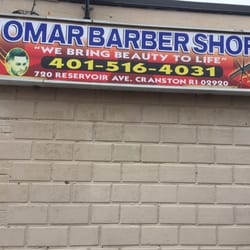 OMAR BARBER SHOP
"WE BRING BEAUTY TO LIFE"
401-516-4031
720 RESERVOIR AVE. CRANSTON RI 02920